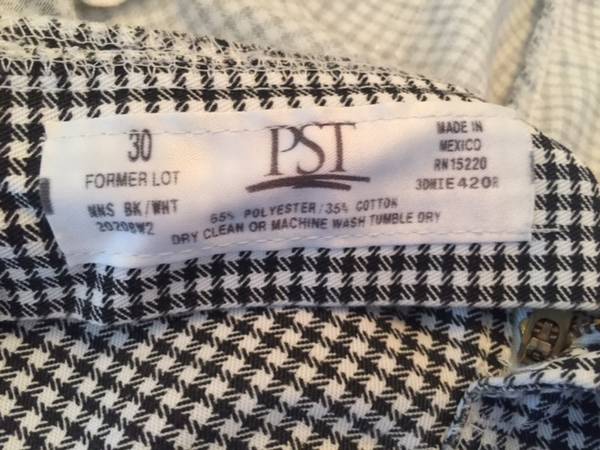 30
FORMER LOT
MNS BK/WHT
20208W2
PST
65% POLYESTER/35% COTTON
DRY CLEAN OR MACHINE WASH TUMBLE DRY
MADE IN
MEXICO
RN15220